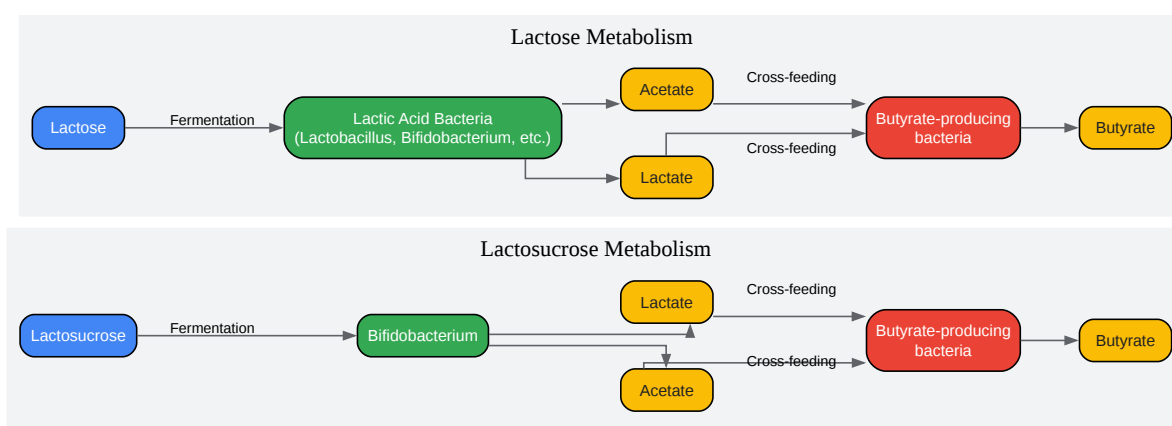 Lactose Metabolism
Lactose
Fermentation
Lactic Acid Bacteria
(Lactobacillus, Bifidobacterium, etc.)
Acetate
Lactate
Cross-feeding
Cross-feeding
Butyrate-producing
bacteria
Butyrate
Lactosucrose Metabolism
Lactosucrose
Fermentation
Bifidobacterium
Lactate
Acetate
Cross-feeding
Cross-feeding
Butyrate-producing
bacteria
Butyrate